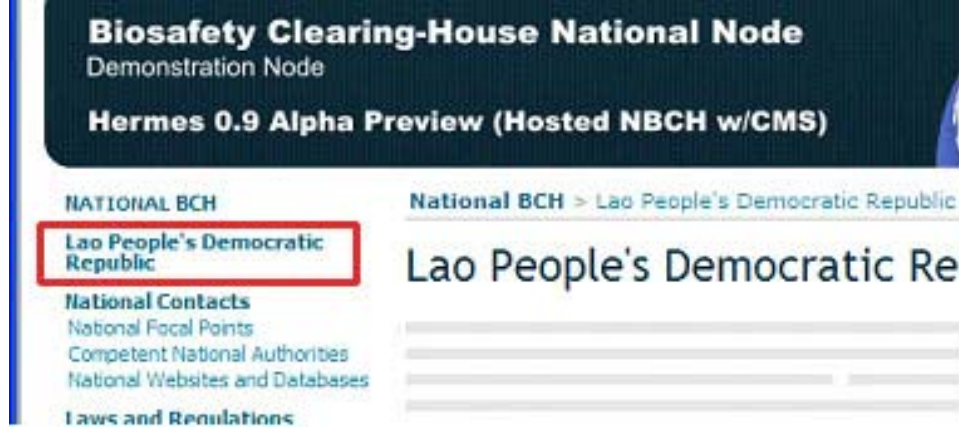 Biosafety Clearing-House National Node
Demonstration Node
Hermes 0.9 Alpha Preview (Hosted NBCH w/CMS)
NATIONAL BCH
Lao People's Democratic
Republic
National Contacts
National Focal Points
Competent National Authorities
National Websites and Databases
Laws and Regulations
National BCH > Lao People's Democratic Republic
Lao People's Democratic Re